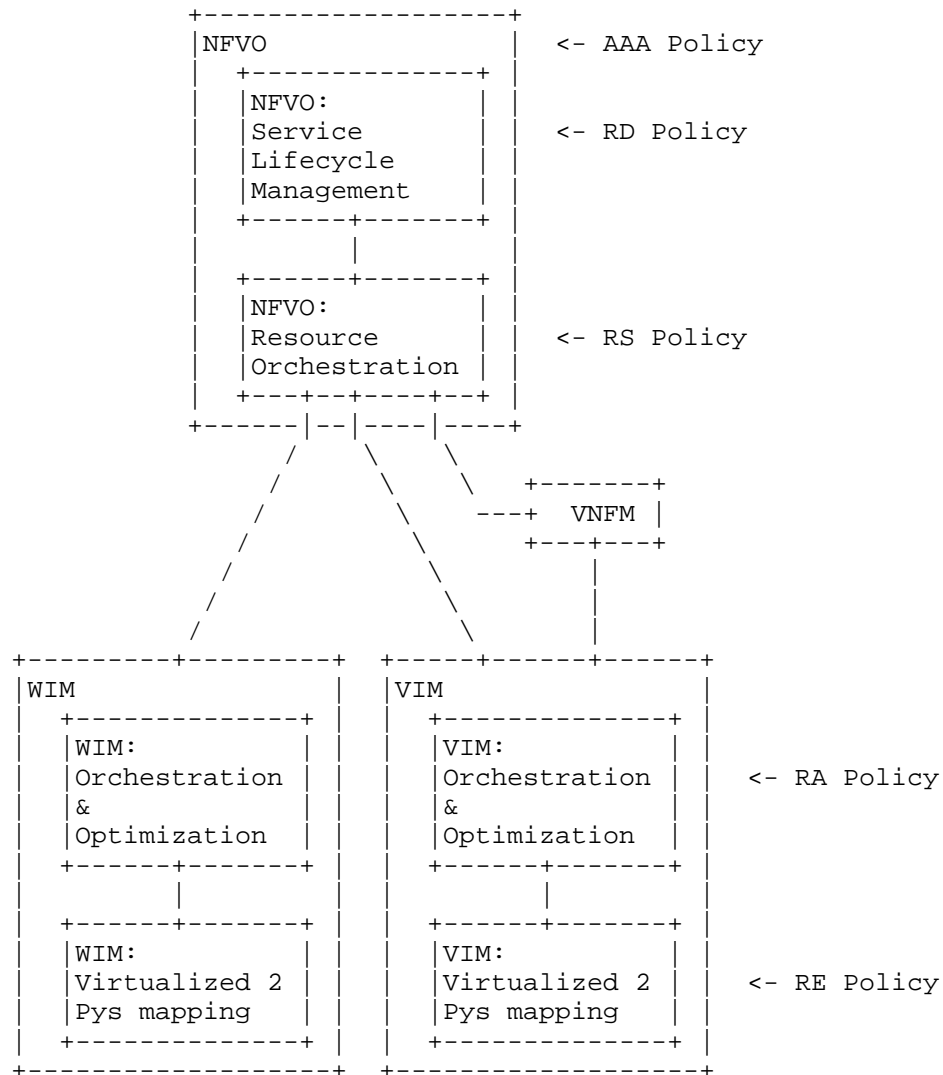 NFVO <- AAA Policy
NFVO:
Service <- RD Policy
Lifecycle
Management
NFVO:
Resource <- RS Policy
Orchestration
VNFM
WIM VIM
WIM: VIM:
Orchestration Orchestration <- RA Policy
& &
Optimization Optimization
WIM: VIM:
Virtualized 2 Virtualized 2 <- RE Policy
Pys mapping Pys mapping